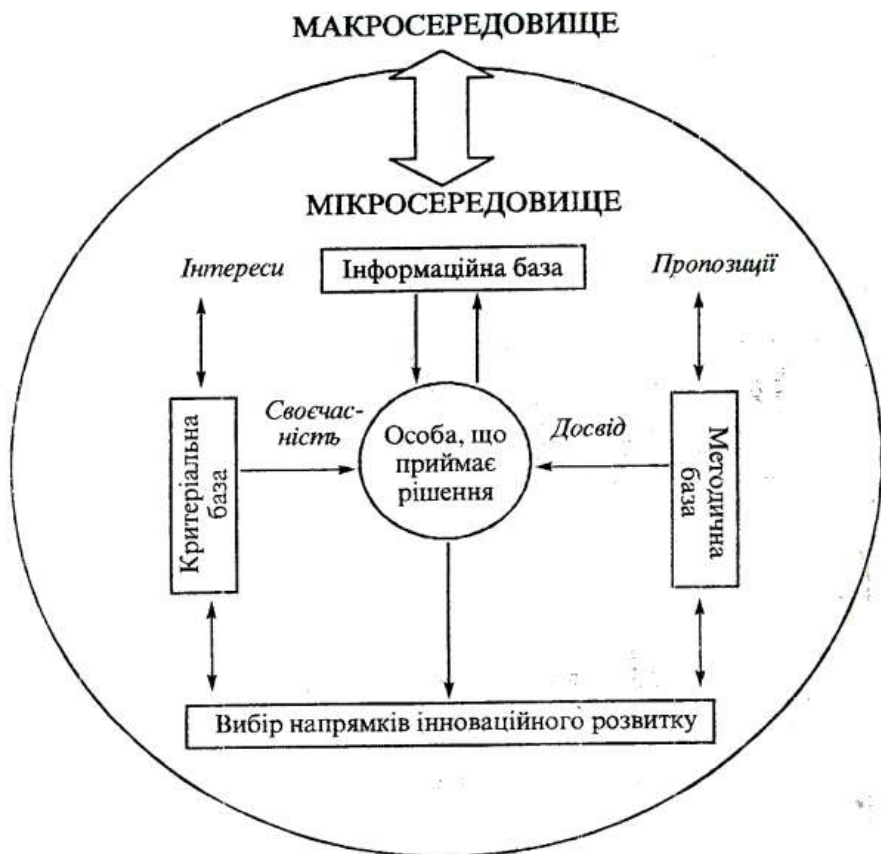 МАКРОСЕРЕДОВИЩЕ
МІКРОСЕРЕДОВИЩЕ
Інтереси
Інформаційна база
Пропозиції
Своєчас-
ність
Особа, що
приймає
рішення
Досвід
Критеріальна
база
Методична
база
Вибір напрямків інноваційного розвитку